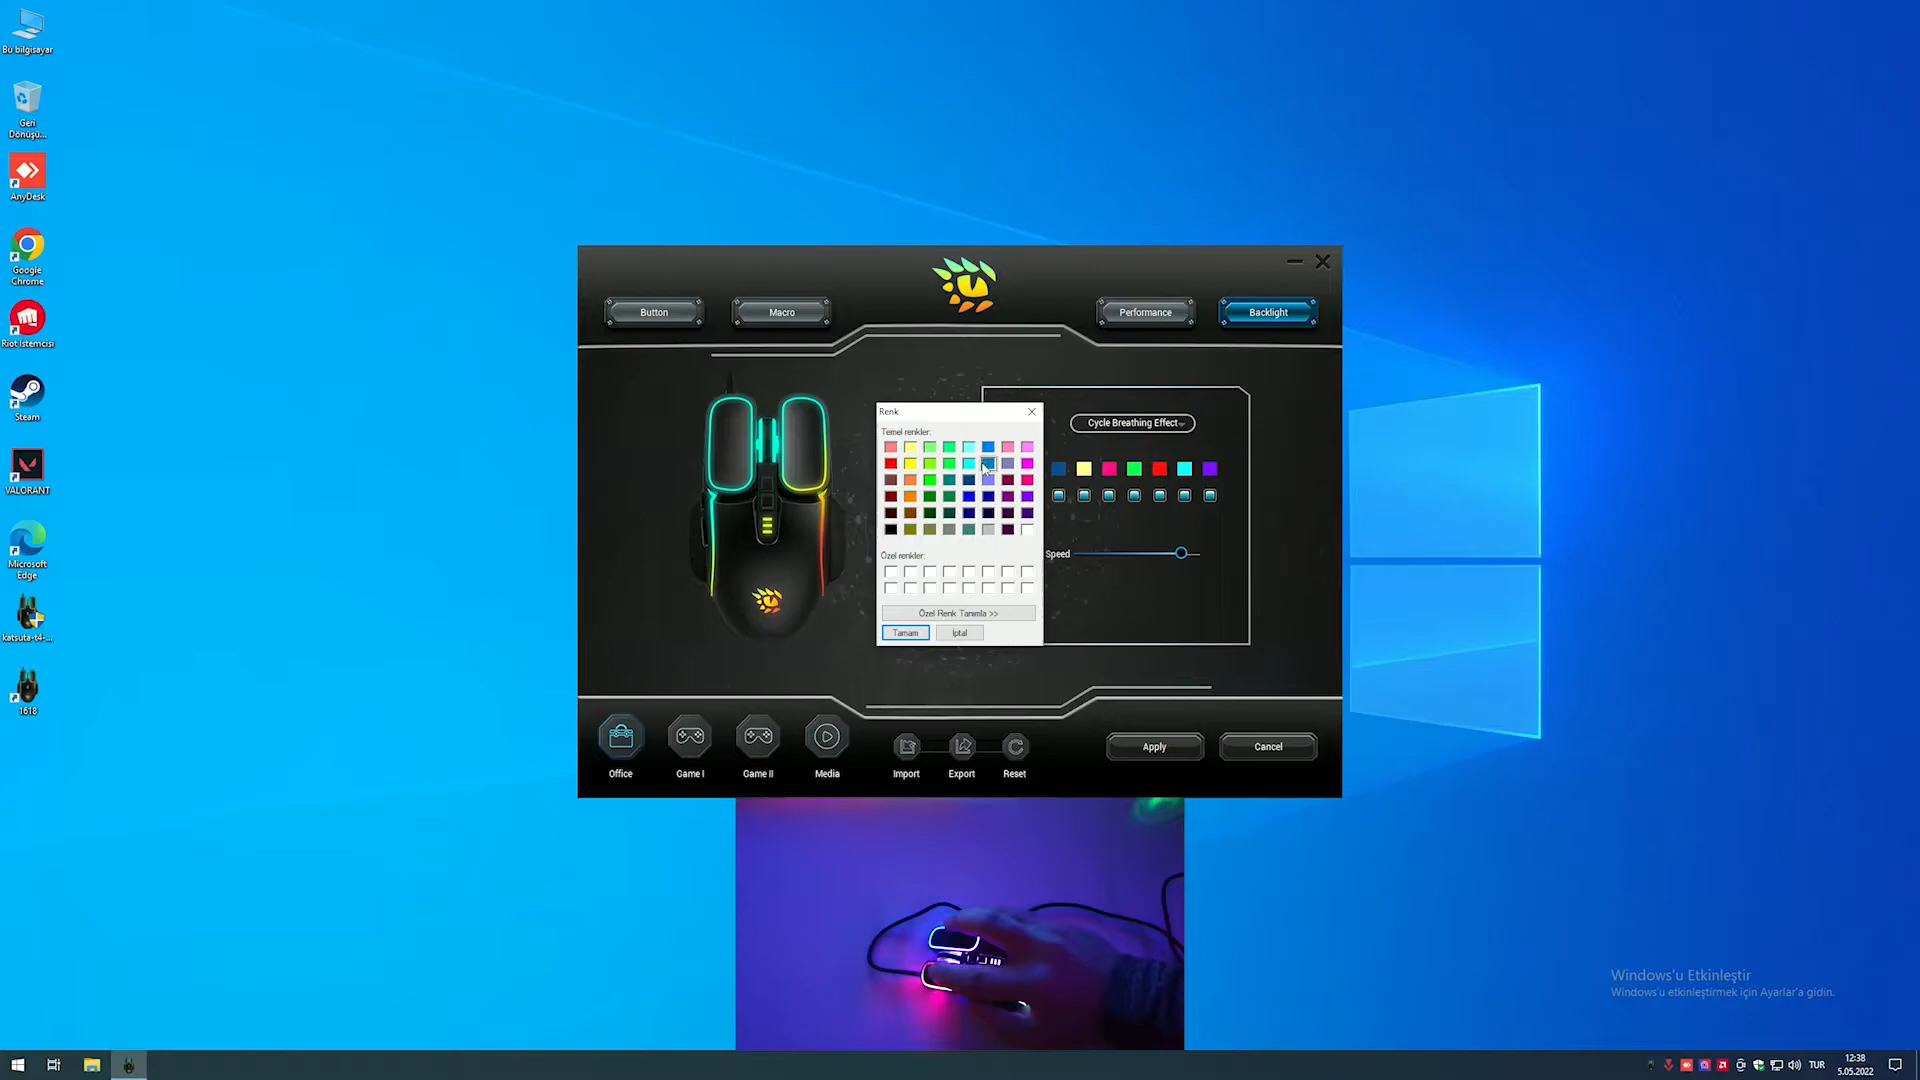 Bu bilgisayar
Geri
Dönüşü...
AnyDesk
Google
Chrome
Riot İstemcisi
Steam
VALORANT
Microsoft
Edge
katsuta-t4-...
1618
Button
Macro
Performance
Backlight
Renk
Temel renkler:
Özel renkler:
Özel Renk Tanımla >>
Tamam
İptal
Cycle Breathing Effect
Speed
Office
Game I
Game II
Media
Import
Export
Reset
Apply
Cancel
Windows'u Etkinleştir
Windows'u etkinleştirmek için Ayarlar'a gidin.
TUR
12:38
5.05.2022